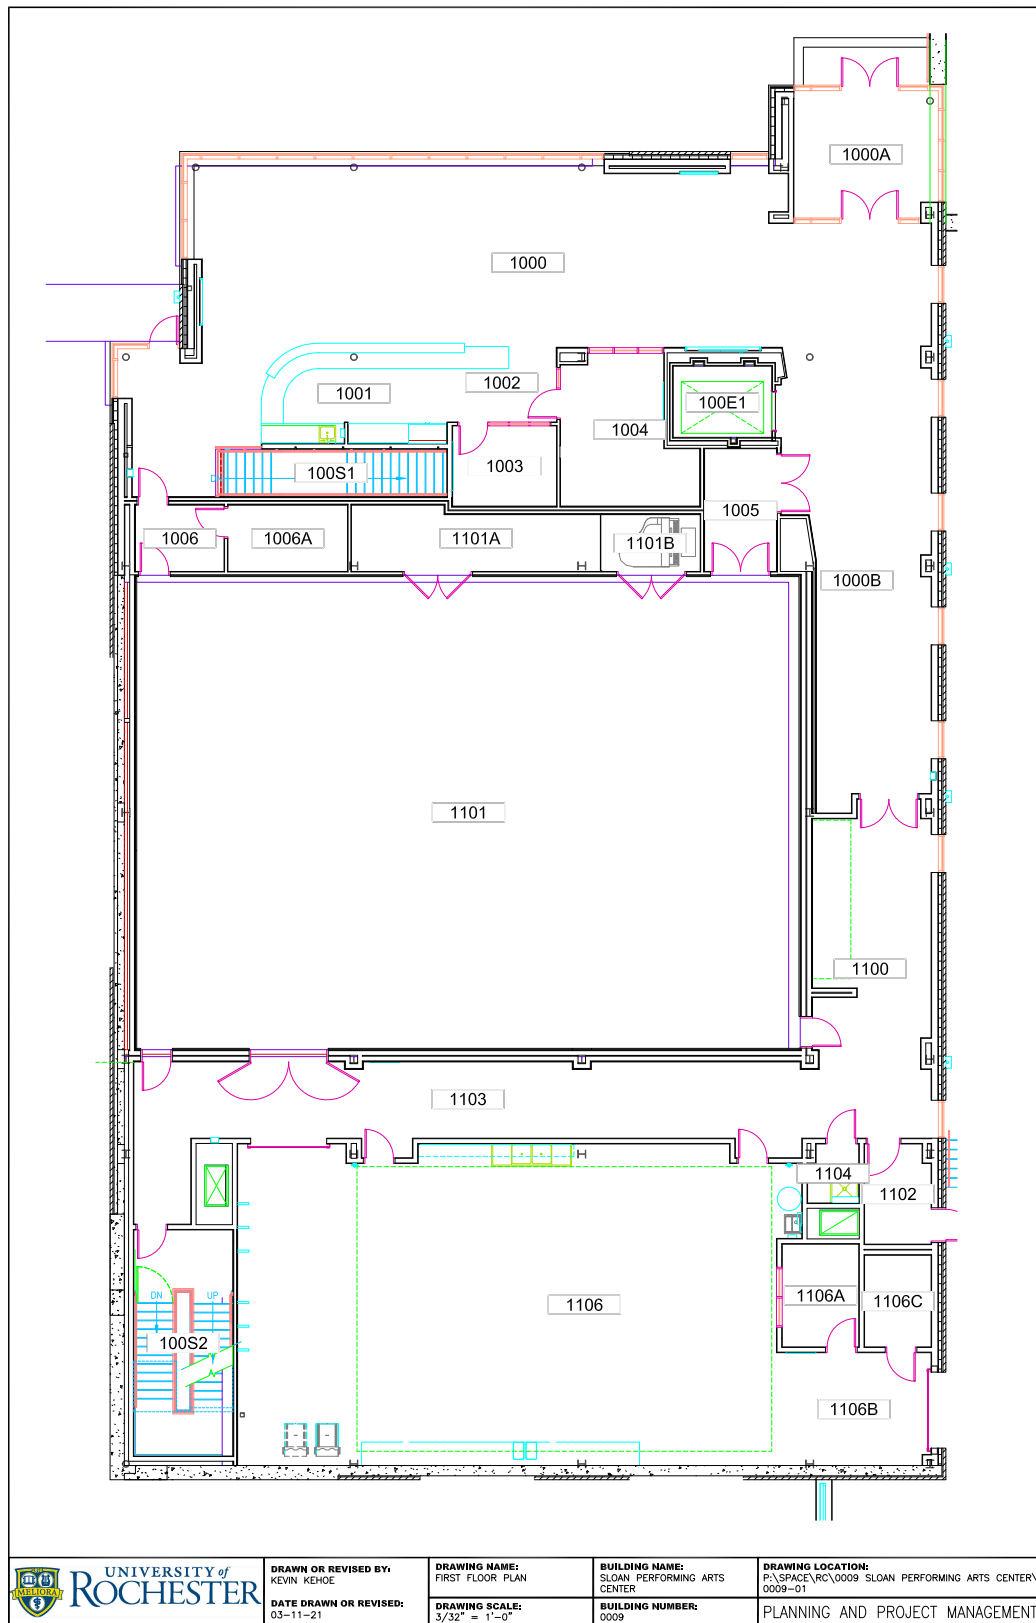 1000A
1000
1002
1001
100E1
1004
1003
100S1
1005
1006
1006A
1101A
1101B
1000B
1101
1100
1103
1104
1102
1106A
1106
1106C
DN
UP
100S2
1106B
MELIORA
UNIVERSITY of
ROCHESTER
DRAWN OR REVISED BY:
KEVIN KEHOE
DATE DRAWN OR REVISED:
03-11-21
DRAWING NAME:
FIRST FLOOR PLAN
DRAWING SCALE:
3/32" = 1'-0"
BUILDING NAME:
SLOAN PERFORMING ARTS
CENTER
BUILDING NUMBER:
0009
DRAWING LOCATION:
P:\SPACE\RC\0009 SLOAN PERFORMING ARTS CENTER\
0009-01
PLANNING AND PROJECT MANAGEMENT